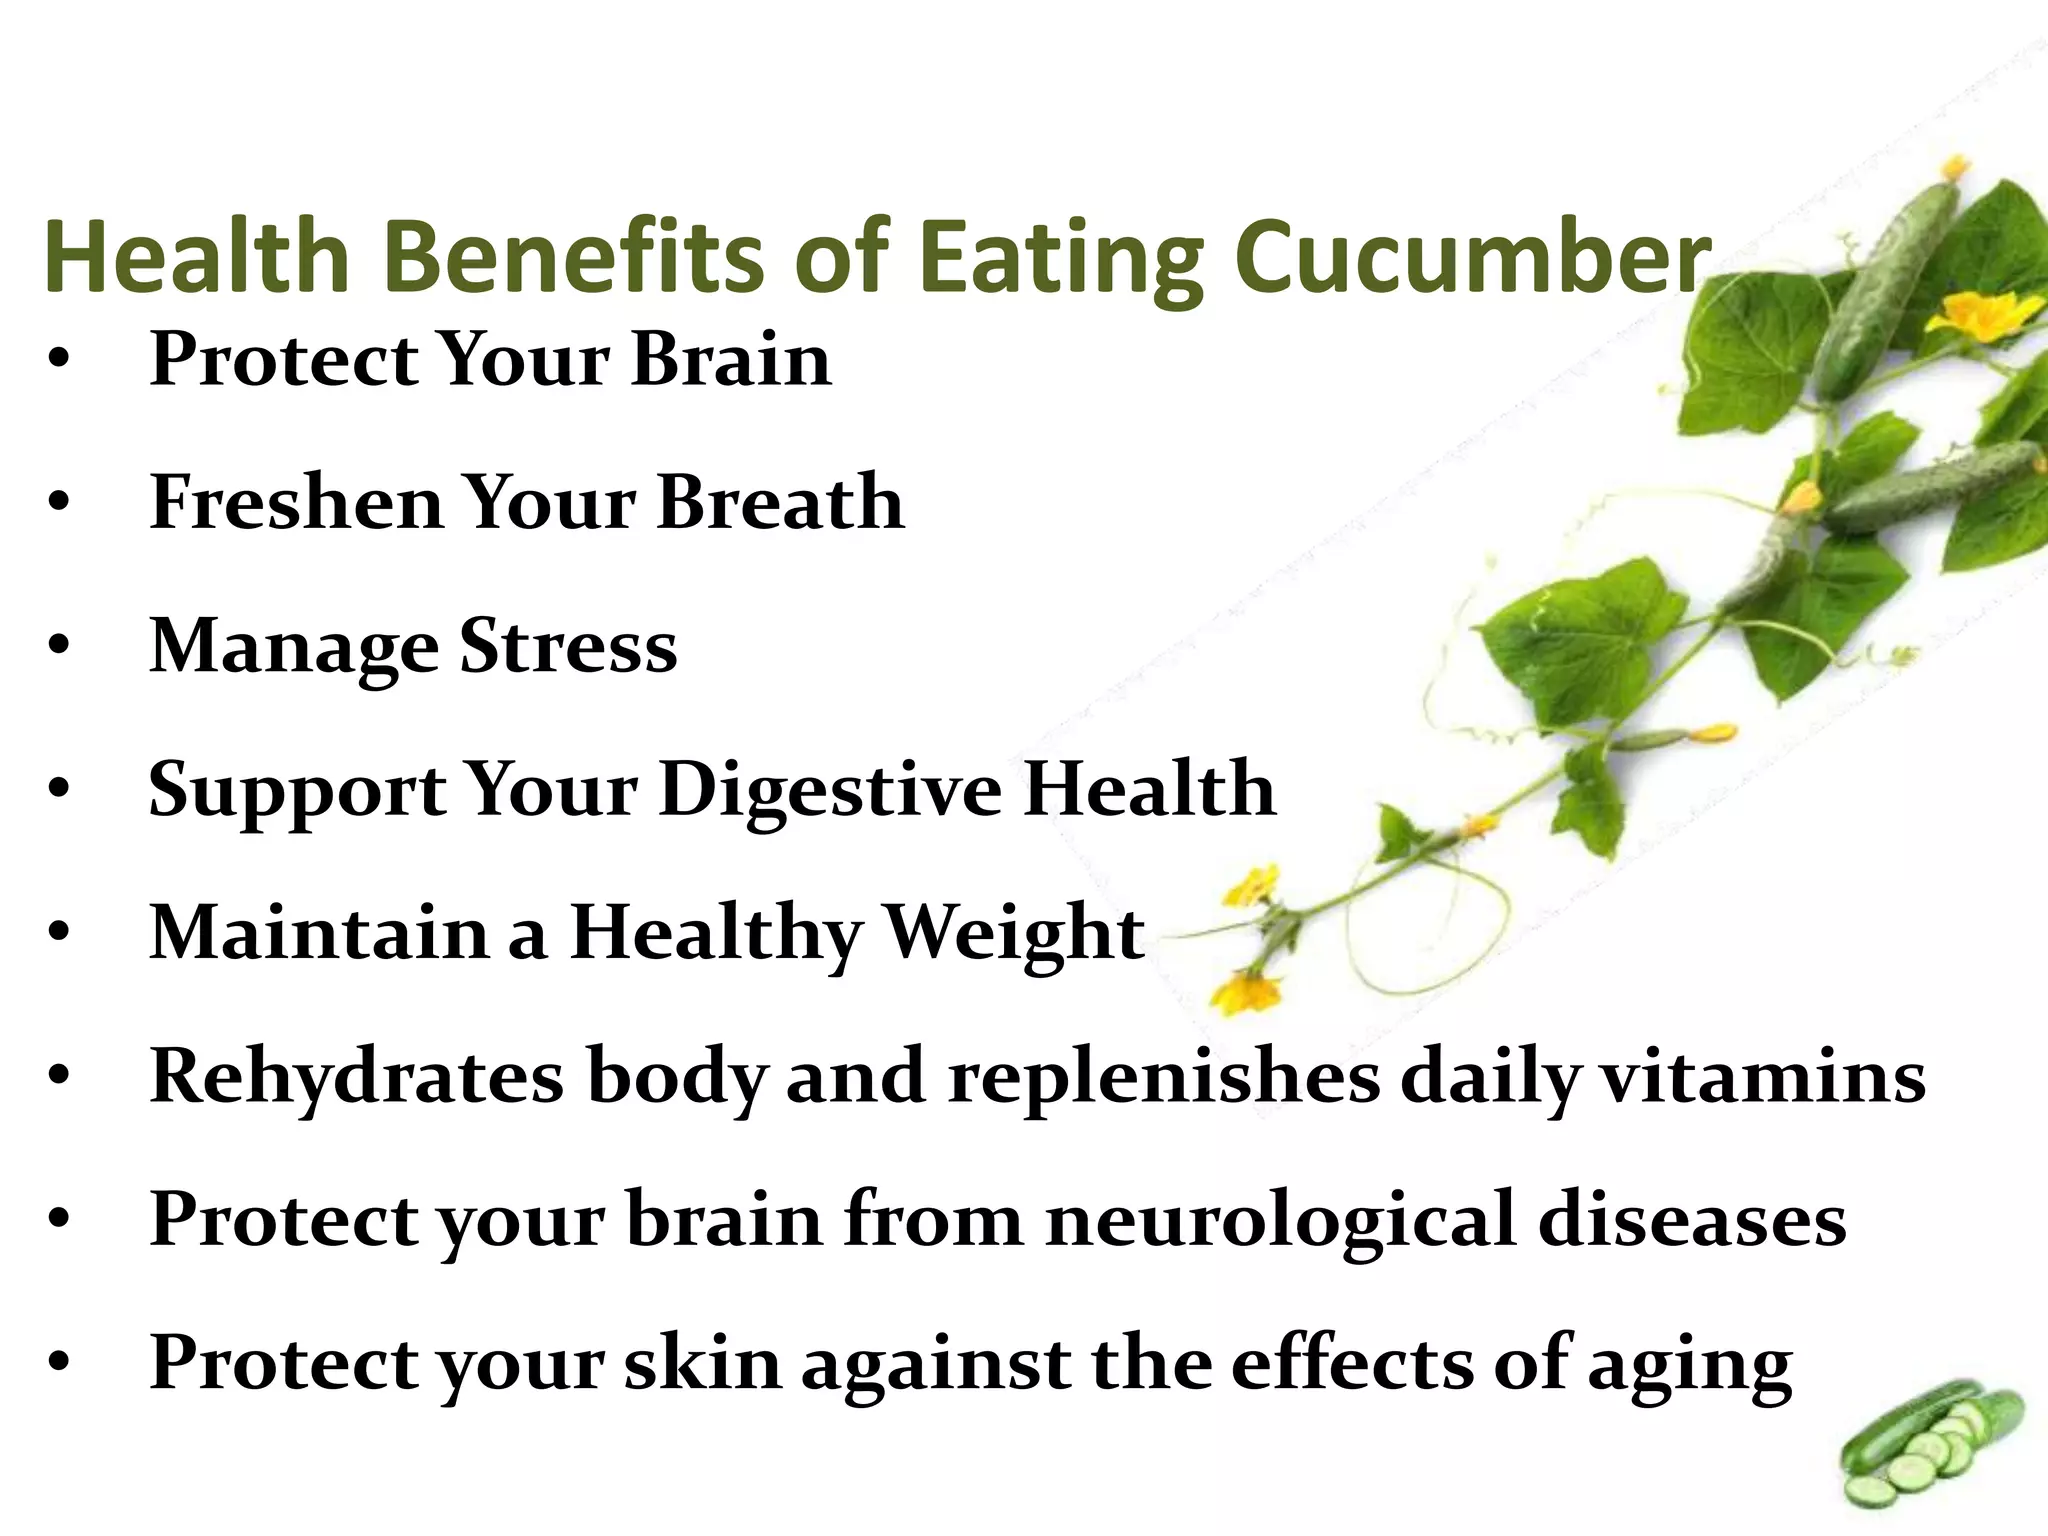 Health Benefits of Eating Cucumber
• Protect Your Brain
• Freshen Your Breath
• Manage Stress
• Support Your Digestive Health
• Maintain a Healthy Weight
• Rehydrates body and replenishes daily vitamins
• Protect your brain from neurological diseases
• Protect your skin against the effects of aging